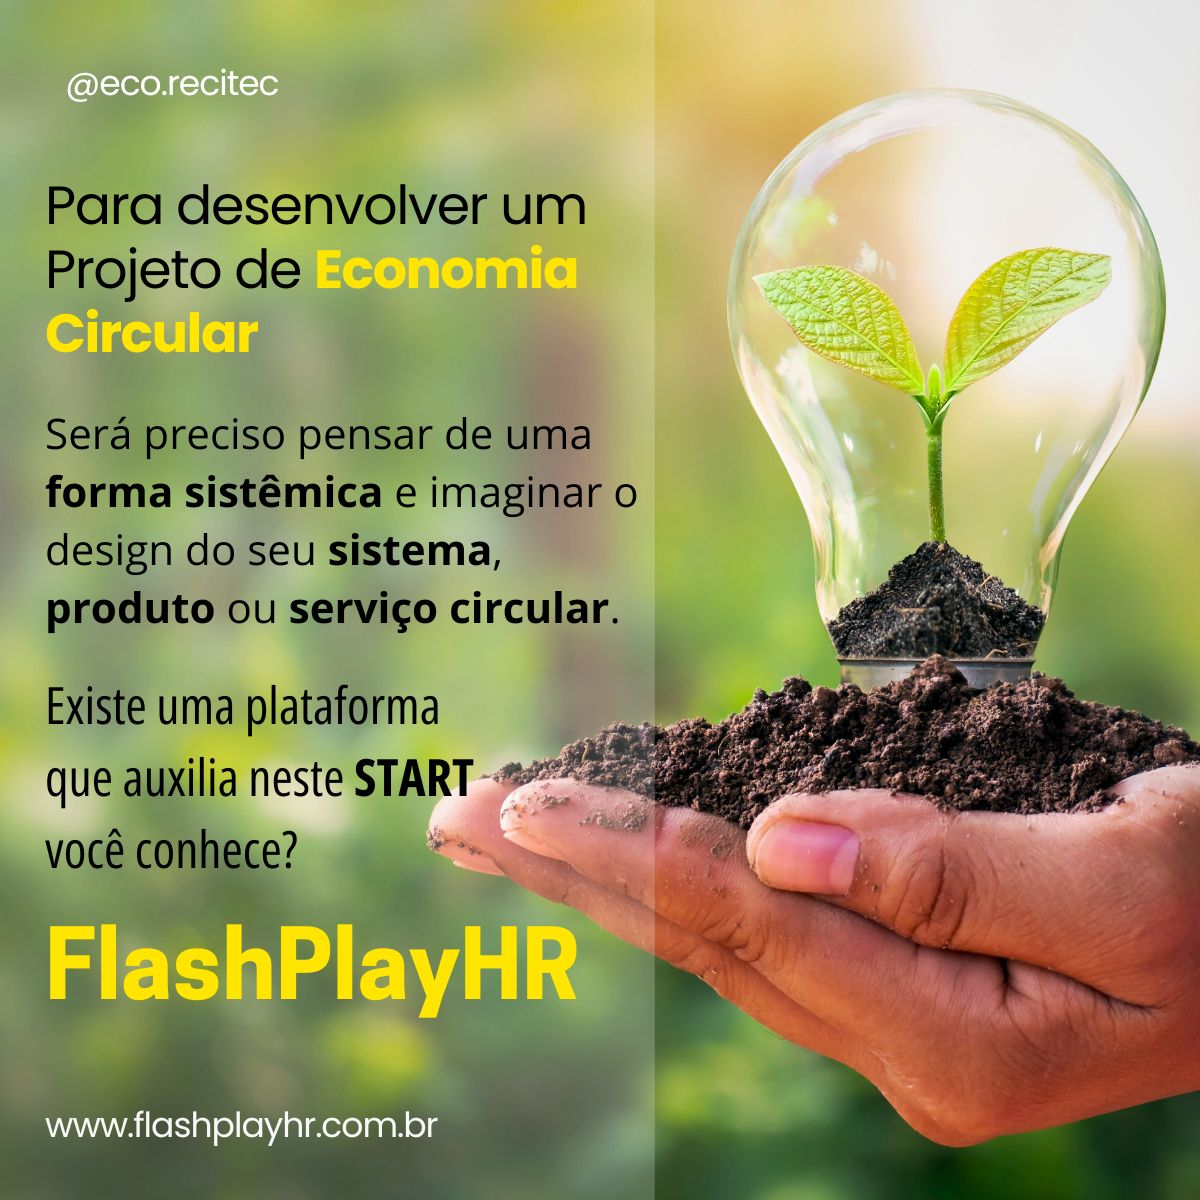 @eco.recitec
Para desenvolver um
Projeto de Economia
Circular
Será preciso pensar de uma
forma sistêmica e imaginar o
design do seu sistema,
produto ou serviço circular.
Existe uma plataforma
que auxilia neste START
você conhece?
FlashPlayHR
www.flashplayhr.com.br